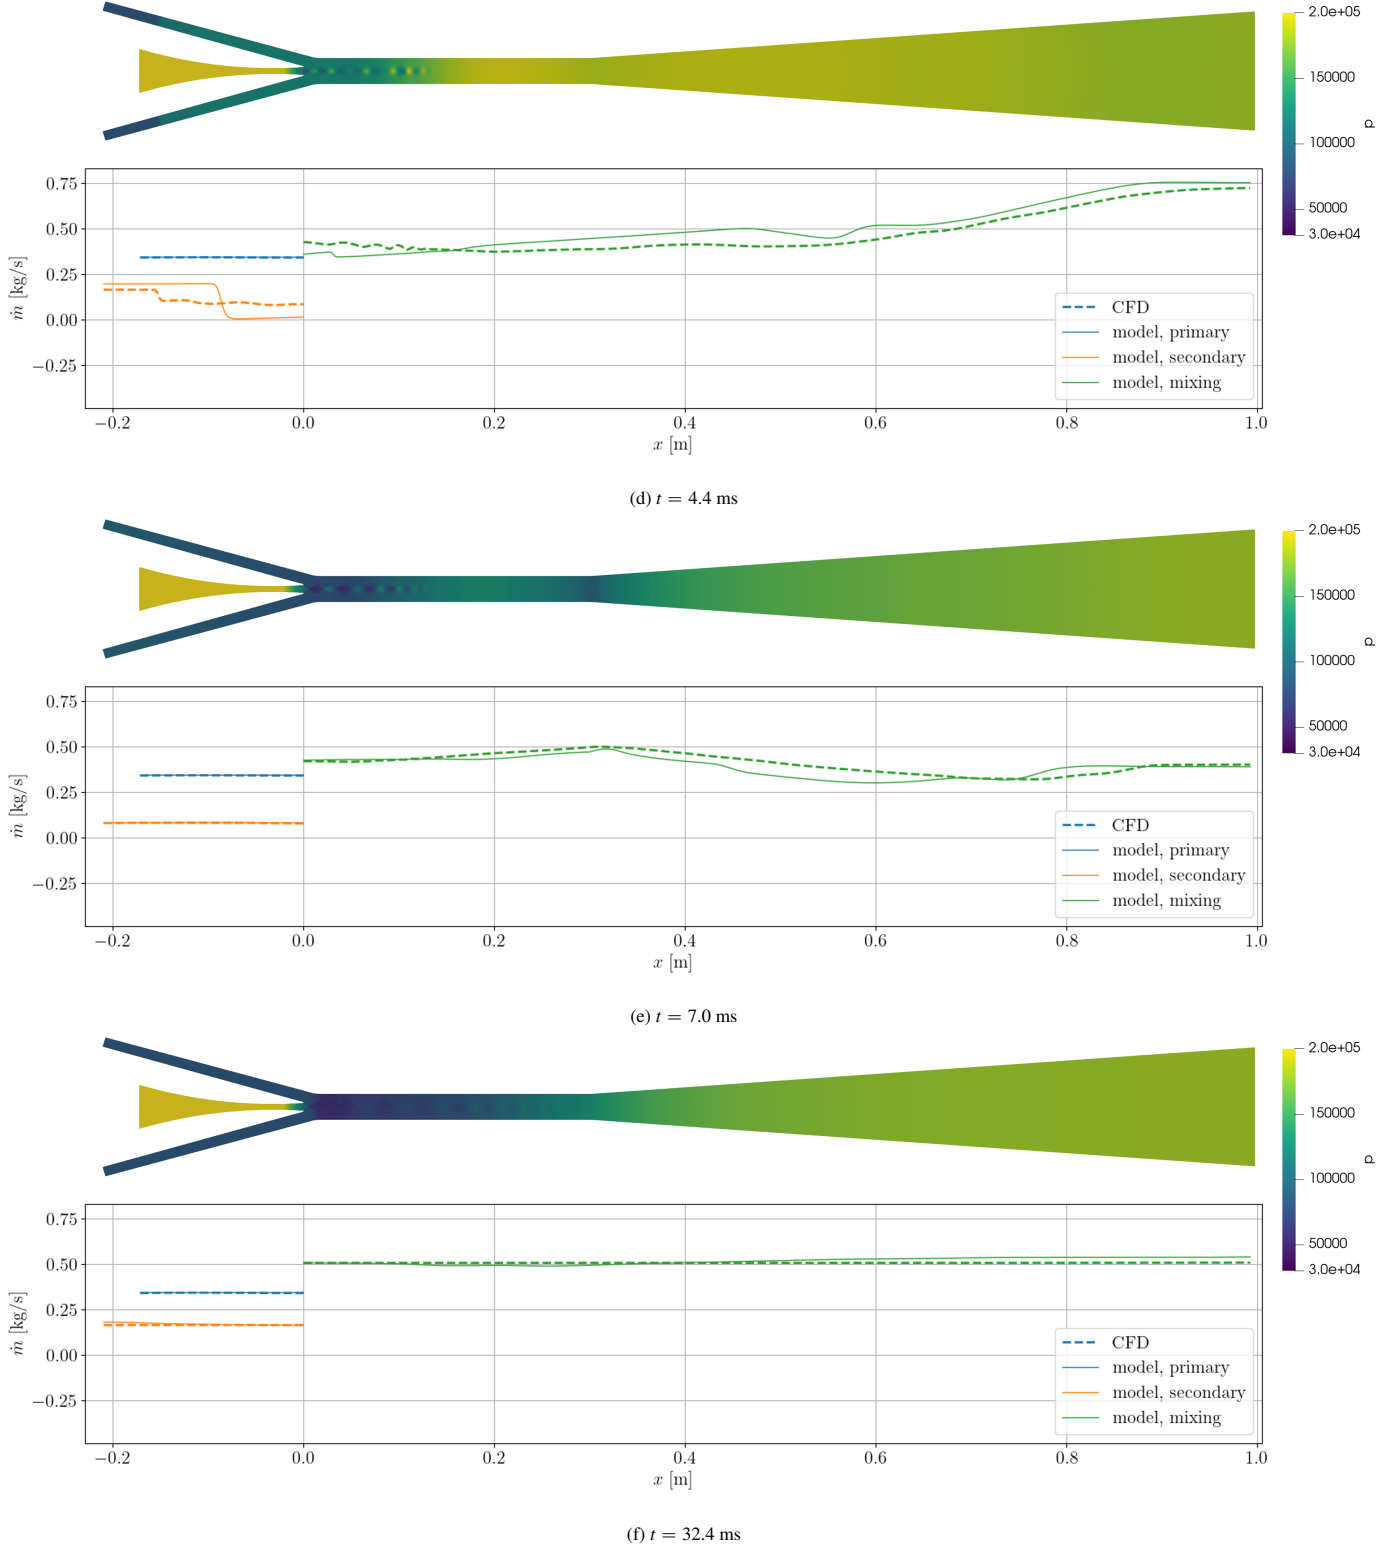 2.0e+05
150000
100000
50000
3.0e+04
p
0.75
0.50
0.25
0.00
−0.25
ṁ [kg/s]
CFD
model, primary
model, secondary
model, mixing
−0.2 0.0 0.2 0.4 0.6 0.8 1.0
x [m]
(d) t = 4.4 ms
2.0e+05
150000
100000
50000
3.0e+04
p
0.75
0.50
0.25
0.00
−0.25
ṁ [kg/s]
CFD
model, primary
model, secondary
model, mixing
−0.2 0.0 0.2 0.4 0.6 0.8 1.0
x [m]
(e) t = 7.0 ms
2.0e+05
150000
100000
50000
3.0e+04
p
0.75
0.50
0.25
0.00
−0.25
ṁ [kg/s]
CFD
model, primary
model, secondary
model, mixing
−0.2 0.0 0.2 0.4 0.6 0.8 1.0
x [m]
(f) t = 32.4 ms